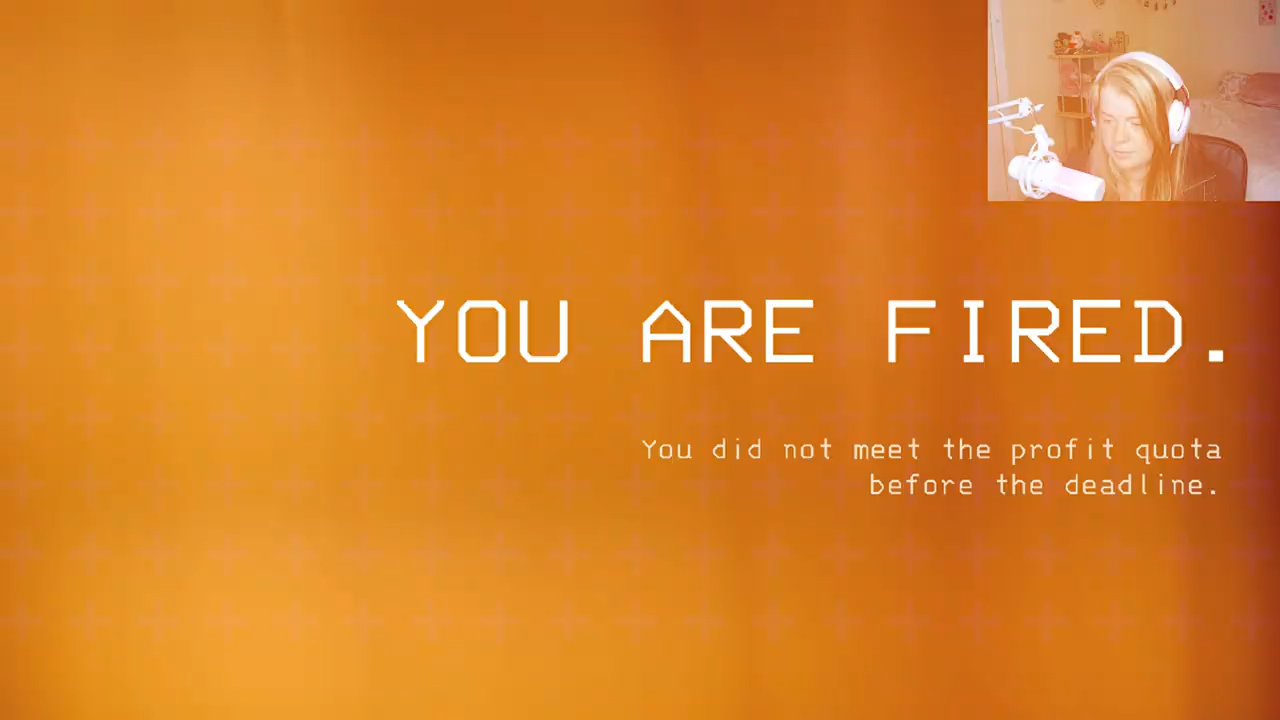 YOU ARE FIRED.
You did not meet the profit quota
before the deadline.